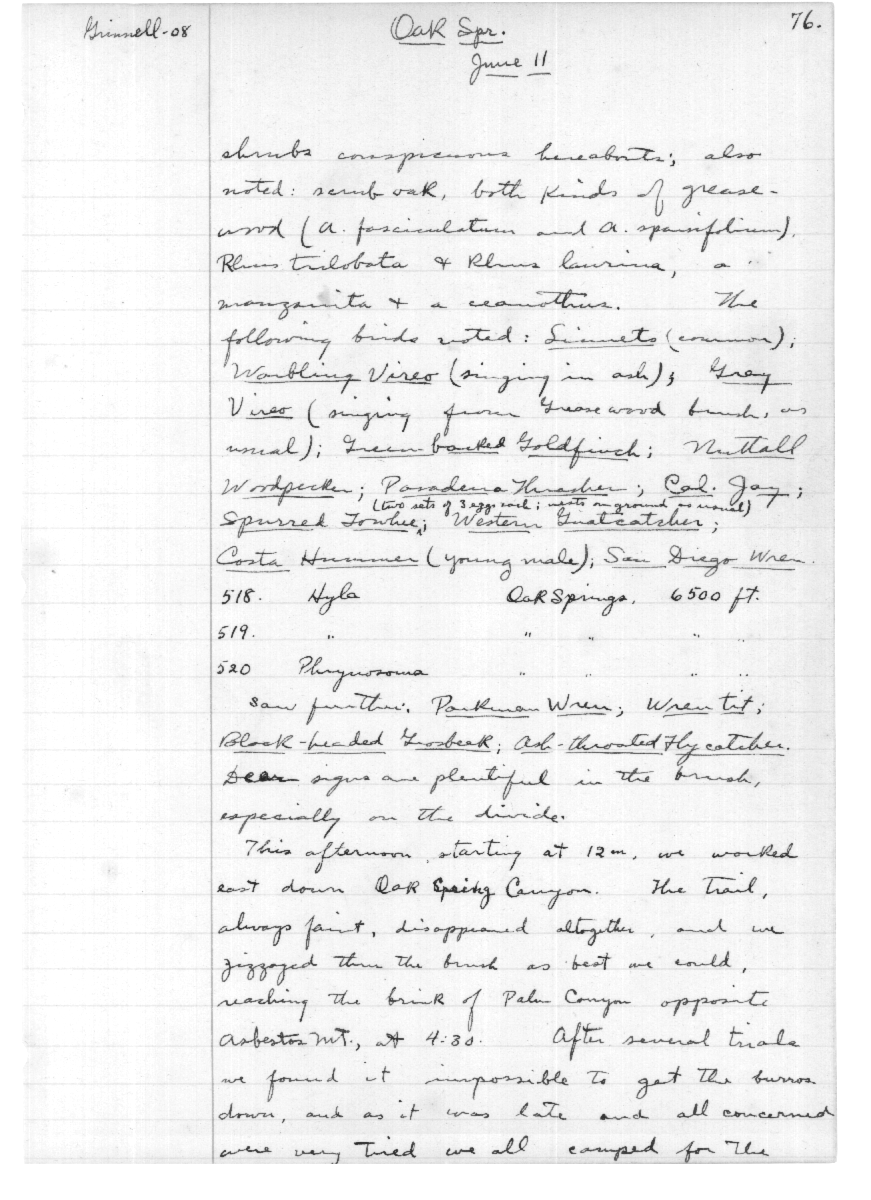 Grinnell-08
Oak Spr.
76.
June 11
shrubs conspicuous hereabouts; also
noted: scrub oak, both kinds of grease-
wood (A. fasciculatum and A. sparsifolium),
Rhus trilobata & Rhus laurina, a
manzanita & a ceanothus. The
following birds noted: Linnets (common);
Warbling Vireo (singing in ash); Gray
Vireo (singing from greasewood brush, as
usual); Green-backed Goldfinch; Nuttall
Woodpecker; Pasadena Thrasher; Cal. Jay;
(two sets of 3 eggs each; nests on ground as usual)
Spurred Towhee; Western Gnatcatcher;
Costa Hummer (young male); San Diego Wren.
518. Hyla Oak Springs, 6500 ft.
519. " " " " "
520 Phrynosoma " " " "
Saw further: Parkman Wren; Wren tit;
Black-headed Grosbeak; Ash-throated Flycatcher.
Deer signs are plentiful in the brush,
especially on the divide.
This afternoon, starting at 12 m, we worked
east down Oak Spring Canyon. The trail,
always faint, disappeared altogether, and we
zigzaged thru the brush as best we could,
reaching the brink of Palm Canyon opposite
Asbestos Mt., at 4:30. After several trials
we found it impossible to get the burros
down, and as it was late and all concerned
were very tired we all camped for the